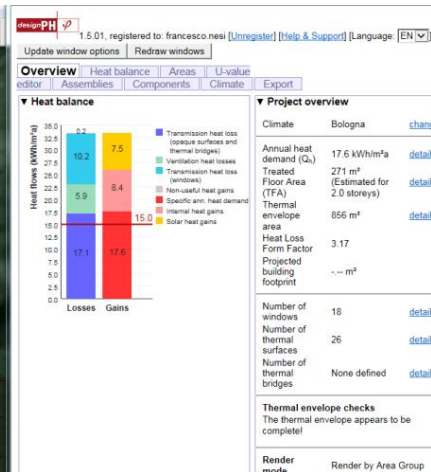 designPH
1.5.01, registered to: francesco.nesi [Unregister] [Help & Support] [Language: EN]
Update window options Redraw windows
Overview Heat balance Areas U-value
editor Assemblies Components Climate Export
▼ Heat balance
Heat flows (kWh/m²a)
35.0
32.5
30.0
27.5
25.0
22.5
20.0
17.5
15.0
12.5
10.0
7.5
5.0
2.5
0.0
0.2
10.2
5.9
17.1
7.5
8.4
17.6
15.0
Losses Gains
Transmission heat loss
(opaque surfaces and
thermal bridges)
Ventilation heat losses
Transmission heat loss
(windows)
Non-useful heat gains
Specific ann. heat demand
Internal heat gains
Solar heat gains
▼ Project overview
Climate Bologna chang
Annual heat
demand (Qh) 17.6 kWh/m²a detail
Treated
Floor Area
(TFA)
271 m²
(Estimated for
2.0 storeys)
detail
Thermal
envelope
area
856 m² detail
Heat Loss
Form Factor 3.17
Projected
building
footprint
-.-- m²
Number of
windows 18 detail
Number of
thermal
surfaces
26 detail
Number of
thermal
bridges
None defined detail
Thermal envelope checks
The thermal envelope appears to be
complete!
Render
mode Render by Area Group